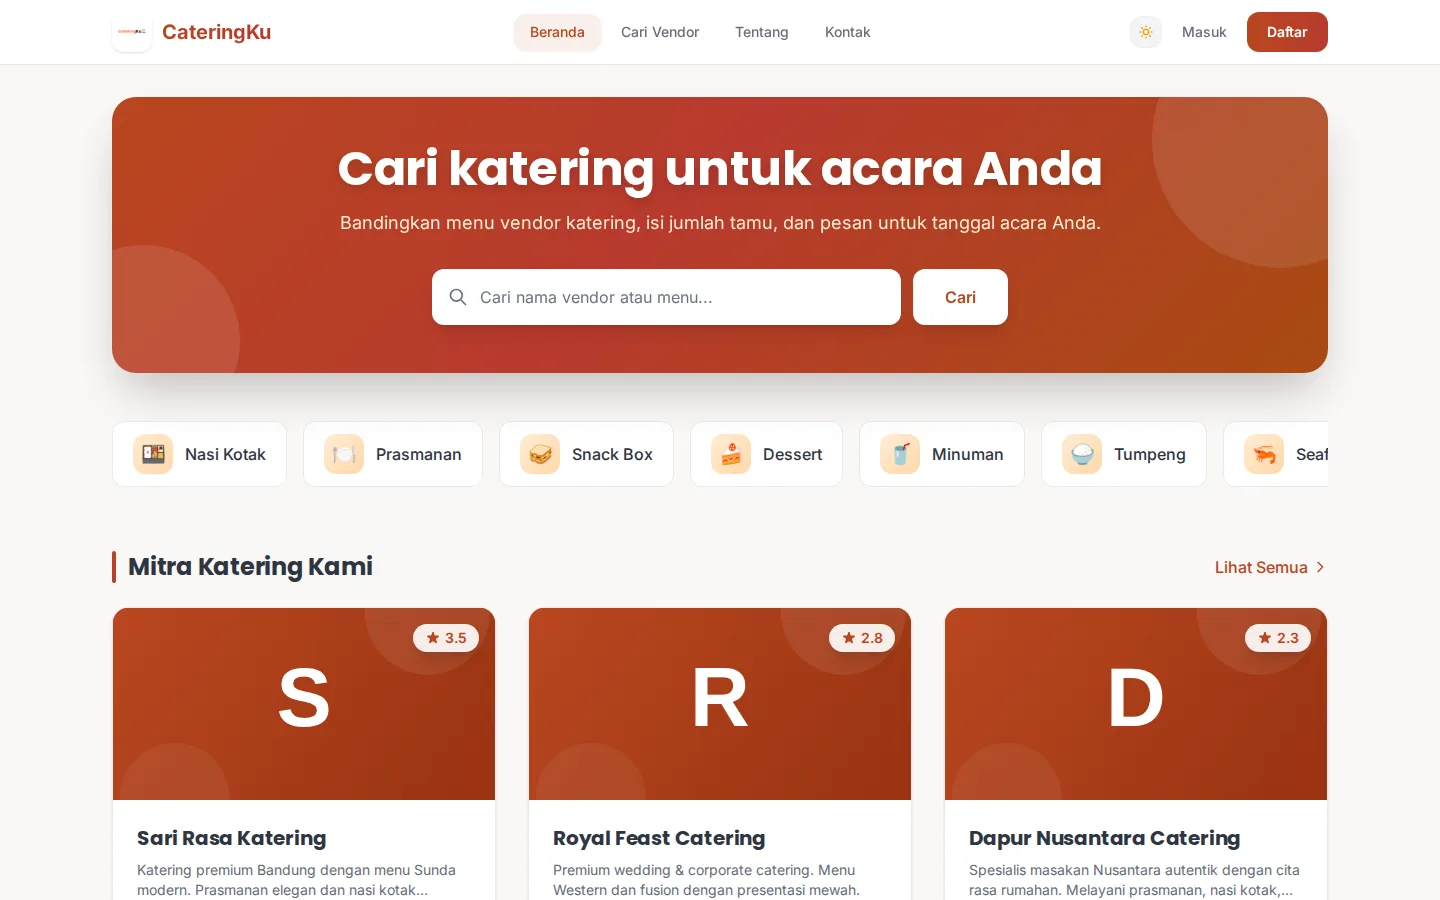 CateringKu
Beranda
Cari Vendor
Tentang
Kontak
Masuk
Daftar
Cari katering untuk acara Anda
Bandingkan menu vendor katering, isi jumlah tamu, dan pesan untuk tanggal acara Anda.
Cari nama vendor atau menu...
Cari
Nasi Kotak
Prasmanan
Snack Box
Dessert
Minuman
Tumpeng
Seaf
Mitra Katering Kami
Lihat Semua
3.5
2.8
2.3
S
R
D
Sari Rasa Katering
Katering premium Bandung dengan menu Sunda
modern. Prasmanan elegan dan nasi kotak...
Royal Feast Catering
Premium wedding & corporate catering. Menu
Western dan fusion dengan presentasi mewah.
Dapur Nusantara Catering
Spesialis masakan Nusantara autentik dengan cita
rasa rumahan. Melayani prasmanan, nasi kotak,...